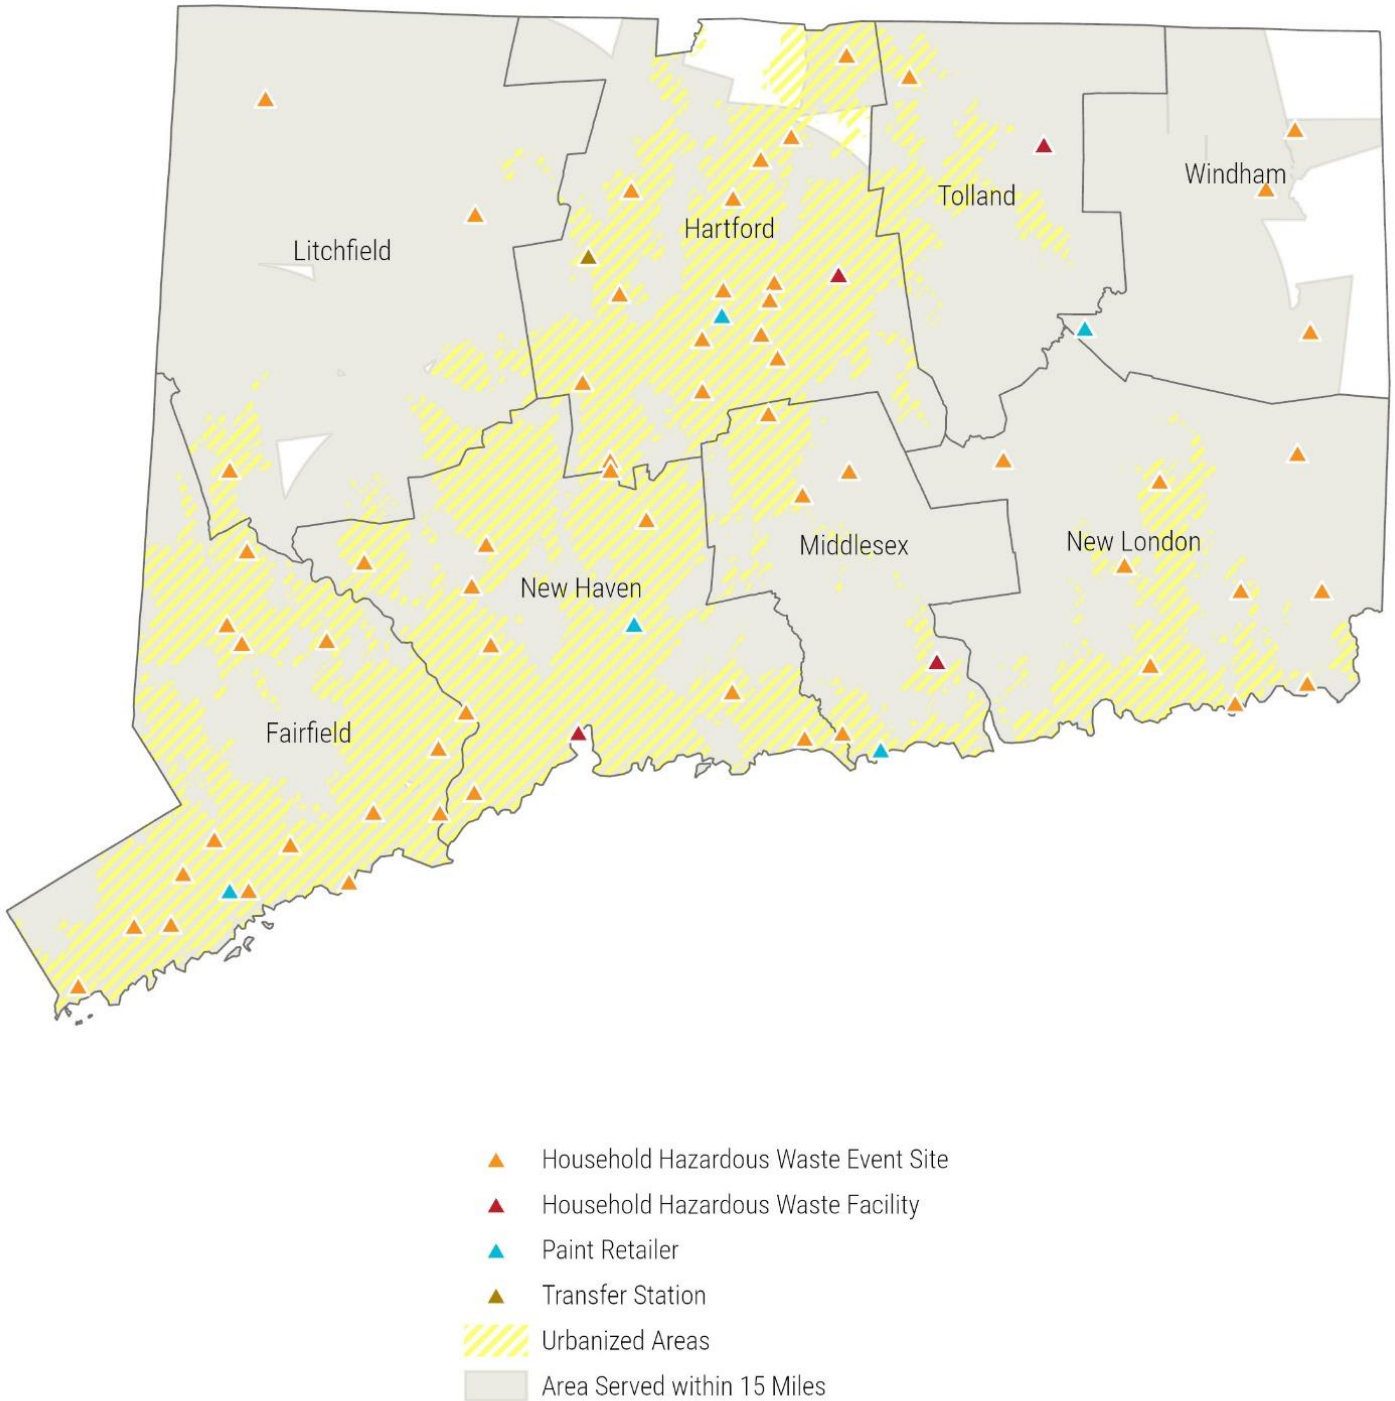 Windham
Tolland
Hartford
Litchfield
New London
Middlesex
New Haven
Fairfield
Household Hazardous Waste Event Site
Household Hazardous Waste Facility
Paint Retailer
Transfer Station
Urbanized Areas
Area Served within 15 Miles